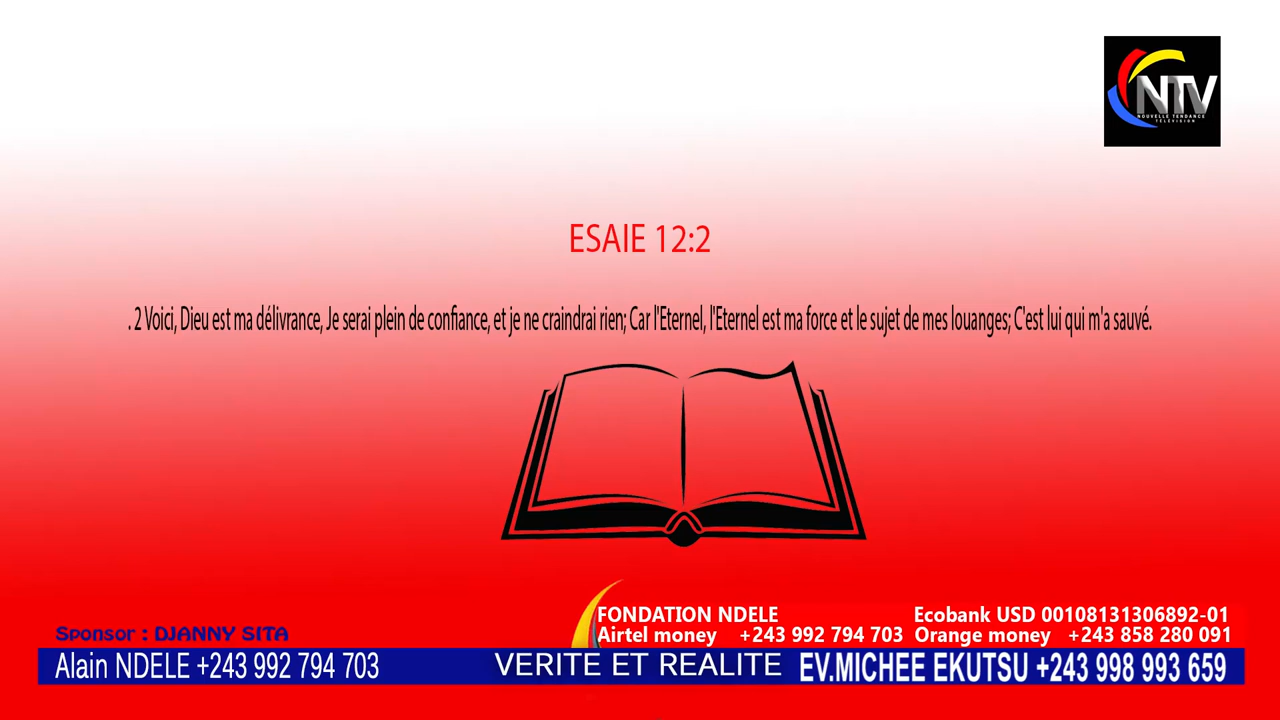 NTV
NOUVELLE TENDANCE
TELEVISION
ESAIE 12:2
. 2 Voici, Dieu est ma délivrance, Je serai plein de confiance, et je ne craindrai rien; Car l'Eternel, l'Eternel est ma force et le sujet de mes louanges; C'est lui qui m'a sauvé.
FONDATION NDELE Ecobank USD 00108131306892-01
Sponsor : DJANNY SITA Airtel money +243 992 794 703 Orange money +243 858 280 091
Alain NDELE +243 992 794 703 VERITE ET REALITE EV.MICHEE EKUTSU +243 998 993 659